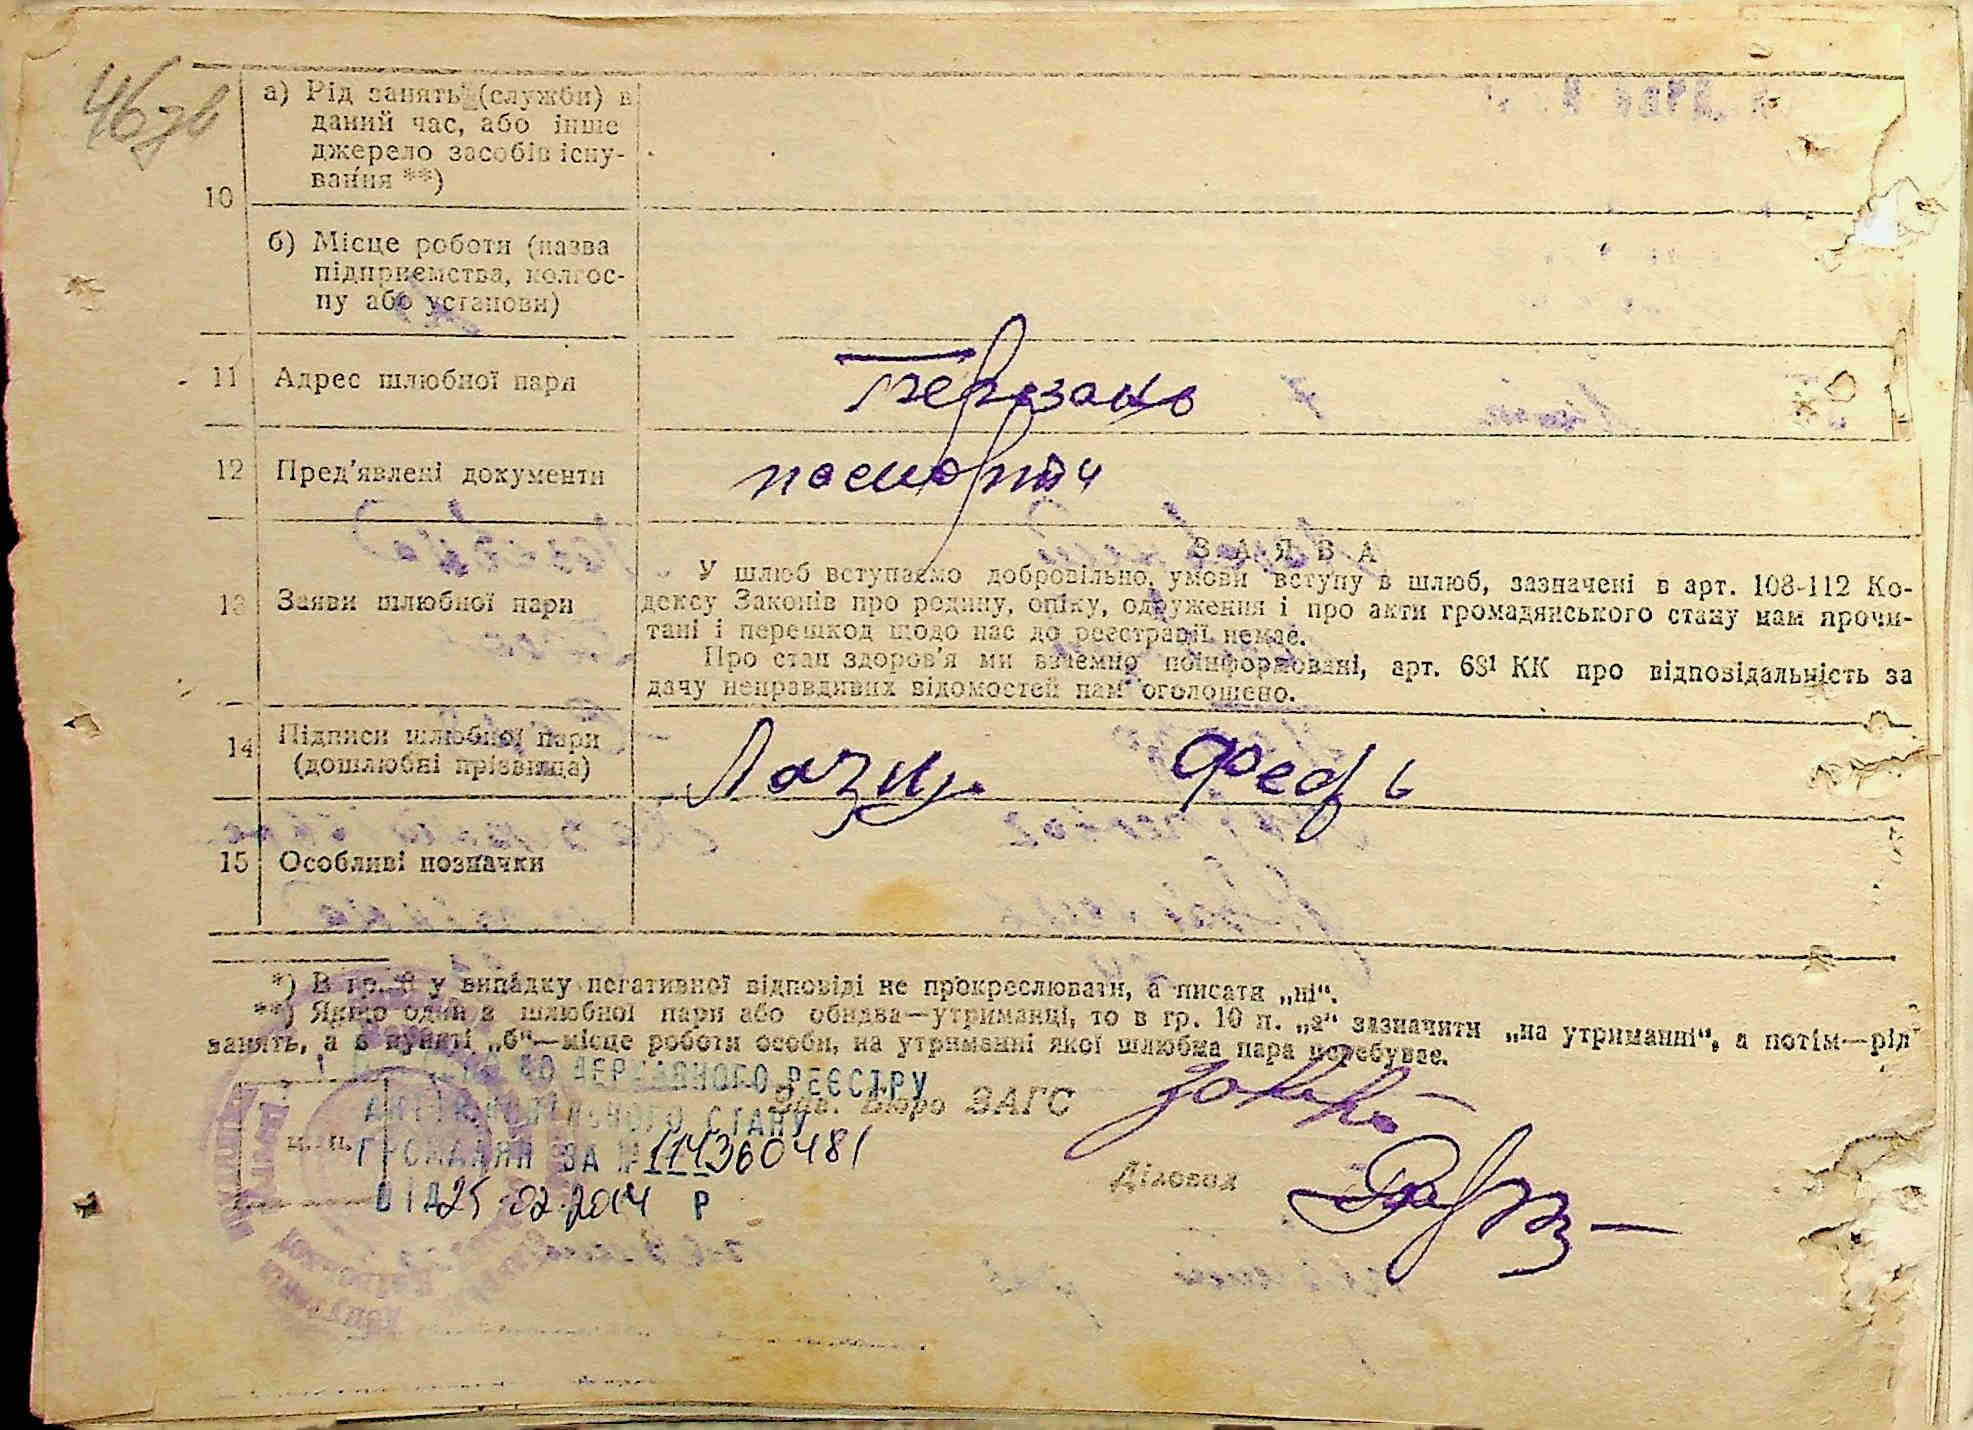 46зв
10
а) Рід занять (служби) в
даний час, або інше
джерело засобів існу-
вання **)
б) Місце роботи (назва
підприємства, колгос-
пу або установи)
11 Адрес шлюбної пари
Березань
12 Пред'явлені документи
паспорти
13 Заяви шлюбної пари
ЗАЯВА
У шлюб вступаємо добровільно, умови вступу в шлюб, зазначені в арт. 108-112 Ко-
дексу Законів про родину, опіку, одруження і про акти громадянського стану нам прочи-
тані і перешкод щодо нас до реєстрації немає.
Про стан здоров'я ми взаємно поінформовані, арт. 68¹ КК про відповідальність за
дачу неправдивих відомостей нам оголошено.
14 Підписи шлюбної пари
(дошлюбні прізвища)
15 Особливі позначки
*) В гр. у випадку негативної відповіді не прокреслювати, а писати „ні“.
**) Якщо один з шлюбної пари або обидва—утриманці, то в гр. 10 п. „а“ зазначити „на утриманні“, а потім—рід
занять, а в пункті „б“—місце роботи особи, на утриманні якої шлюбна пара перебуває.
ДО ДЕРЖАВНОГО РЕЄСТРУ
АКТІВ ЦИВІЛЬНОГО СТАНУ
ГРОМАДЯН ЗА № 114360481
ВІД 25.02.2014 Р
М. П.
Зав. Бюро ЗАГС
Діловод